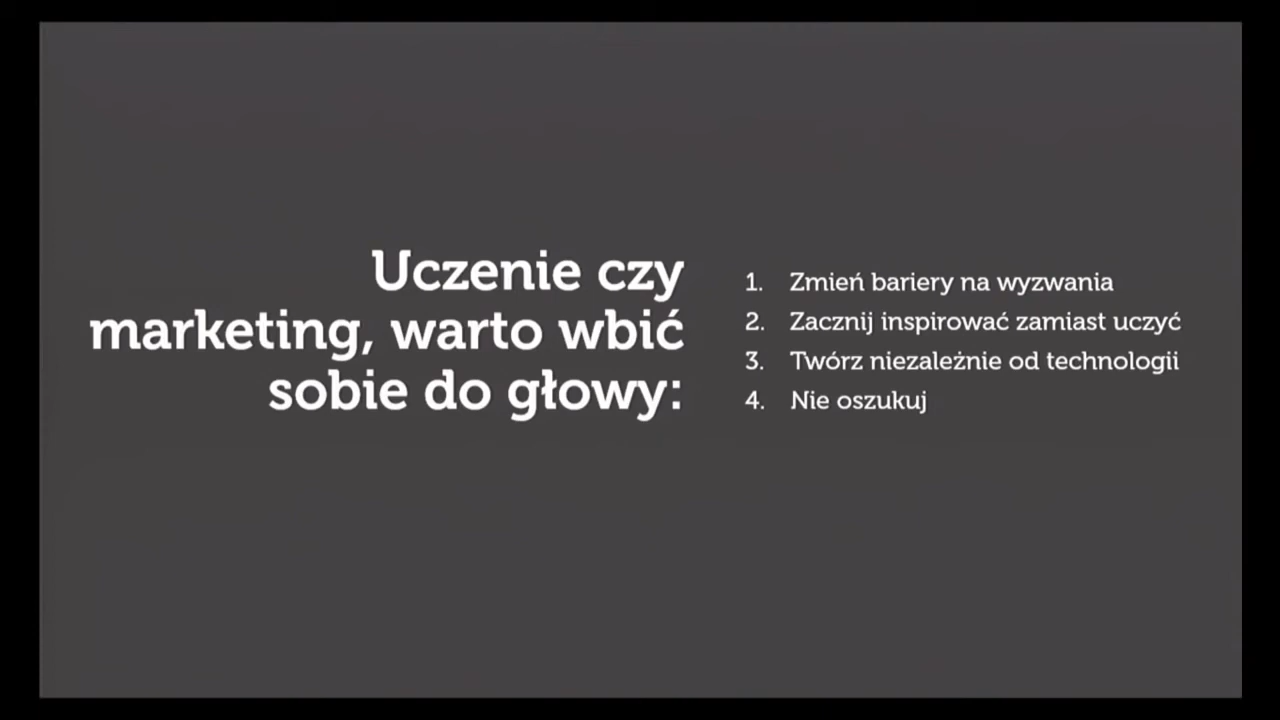 Uczenie czy
marketing, warto wbić
sobie do głowy:
1. Zmień bariery na wyzwania
2. Zacznij inspirować zamiast uczyć
3. Twórz niezależnie od technologii
4. Nie oszukuj